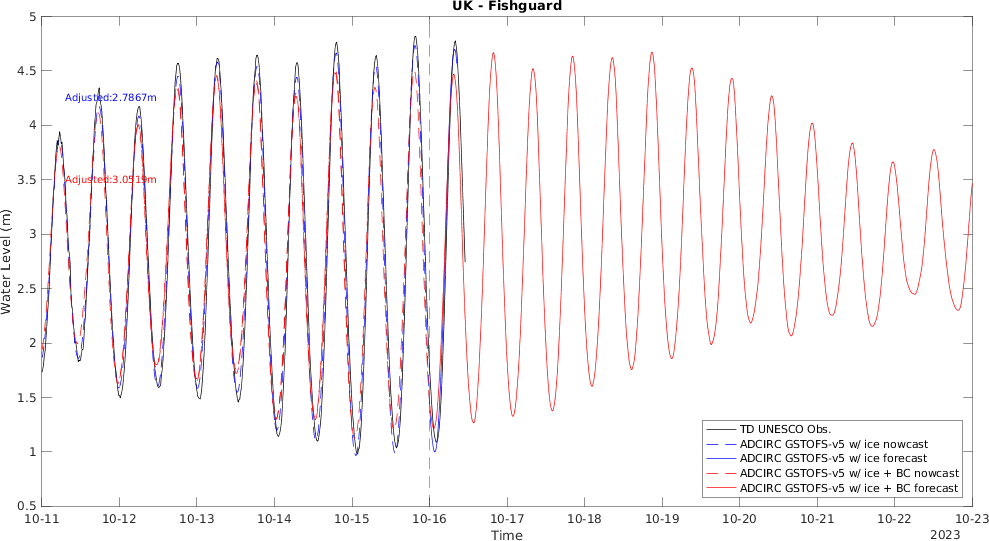 UK - Fishguard
5
4.5
4
3.5
3
2.5
2
1.5
1
0.5
Water Level (m)
Adjusted:2.7867m
Adjusted:3.0519m
TD UNESCO Obs.
ADCIRC GSTOFS-v5 w/ ice nowcast
ADCIRC GSTOFS-v5 w/ ice forecast
ADCIRC GSTOFS-v5 w/ ice + BC nowcast
ADCIRC GSTOFS-v5 w/ ice + BC forecast
10-11 10-12 10-13 10-14 10-15 10-16 10-17 10-18 10-19 10-20 10-21 10-22 10-23
Time
2023